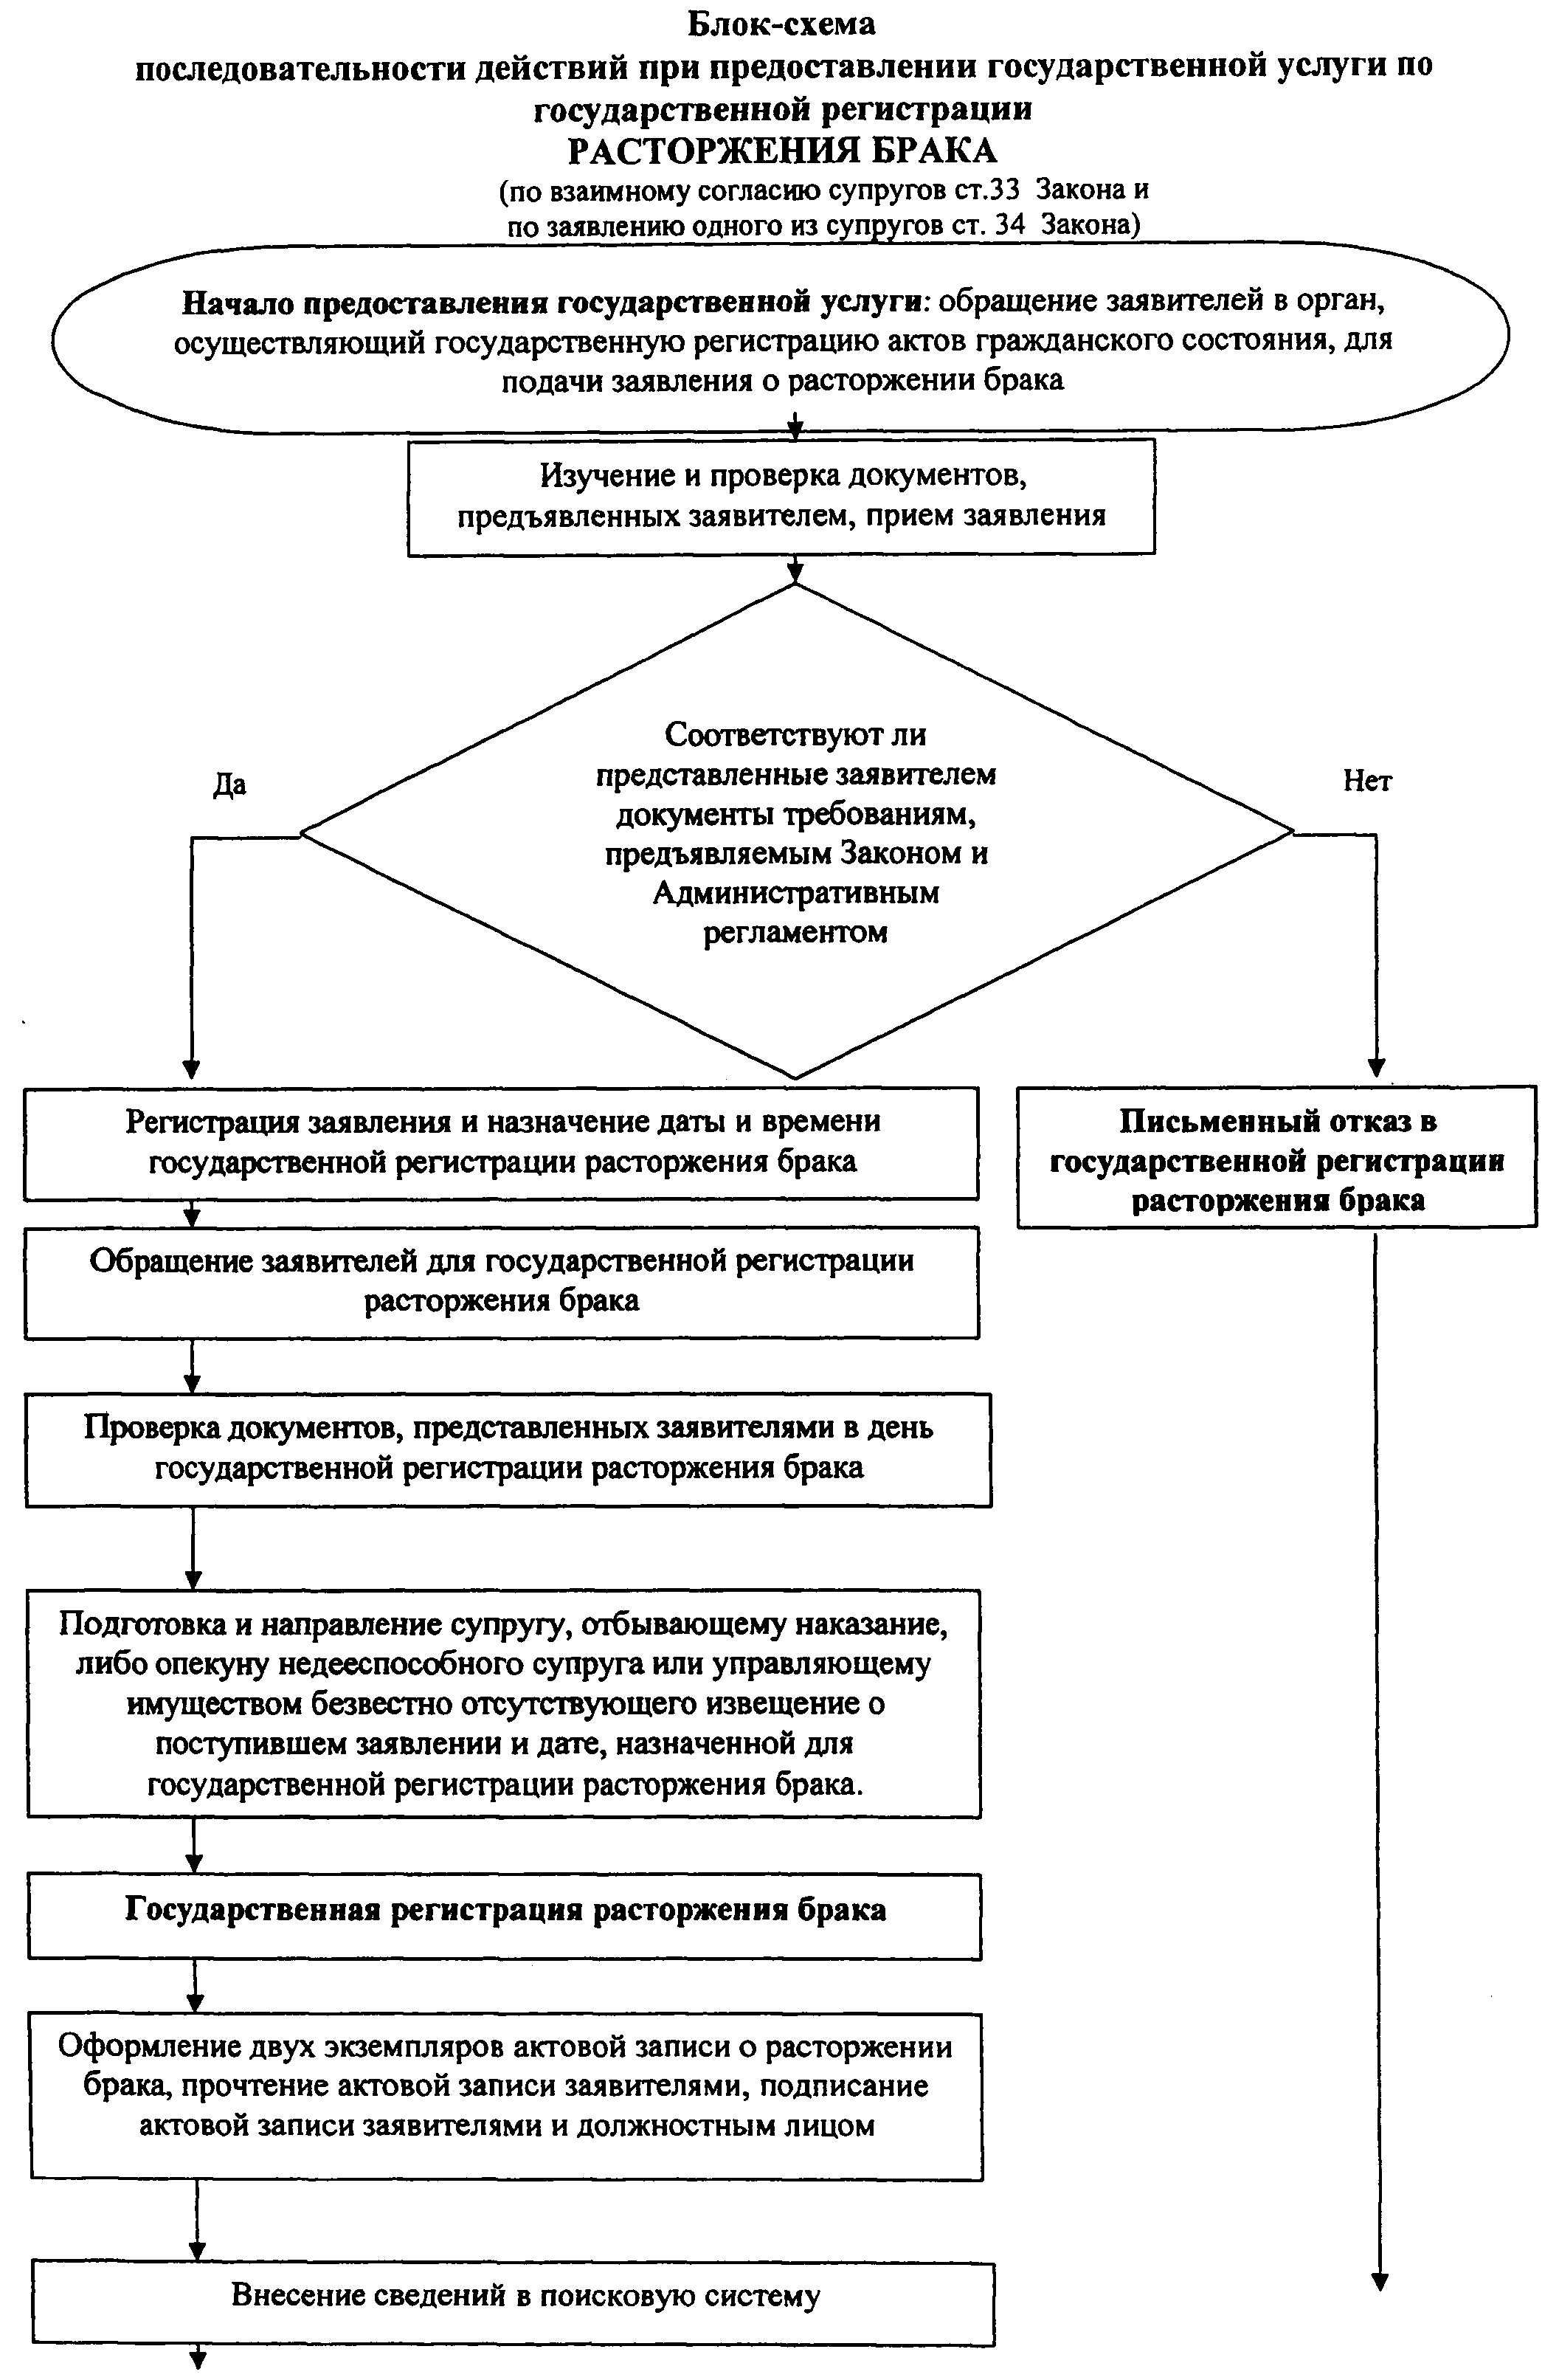 Блок-схема
последовательности действий при предоставлении государственной услуги по
государственной регистрации
РАСТОРЖЕНИЯ БРАКА
(по взаимному согласию супругов ст.33 Закона и
по заявлению одного из супругов ст. 34 Закона)
Начало предоставления государственной услуги: обращение заявителей в орган,
осуществляющий государственную регистрацию актов гражданского состояния, для
подачи заявления о расторжении брака
Изучение и проверка документов,
предъявленных заявителем, прием заявления
Соответствуют ли
представленные заявителем
документы требованиям,
предъявляемым Законом и
Административным
регламентом
Да
Нет
Регистрация заявления и назначение даты и времени
государственной регистрации расторжения брака
Письменный отказ в
государственной регистрации
расторжения брака
Обращение заявителей для государственной регистрации
расторжения брака
Проверка документов, представленных заявителями в день
государственной регистрации расторжения брака
Подготовка и направление супругу, отбывающему наказание,
либо опекуну недееспособного супруга или управляющему
имуществом безвестно отсутствующего извещение о
поступившем заявлении и дате, назначенной для
государственной регистрации расторжения брака.
Государственная регистрация расторжения брака
Оформление двух экземпляров актовой записи о расторжении
брака, прочтение актовой записи заявителями, подписание
актовой записи заявителями и должностным лицом
Внесение сведений в поисковую систему